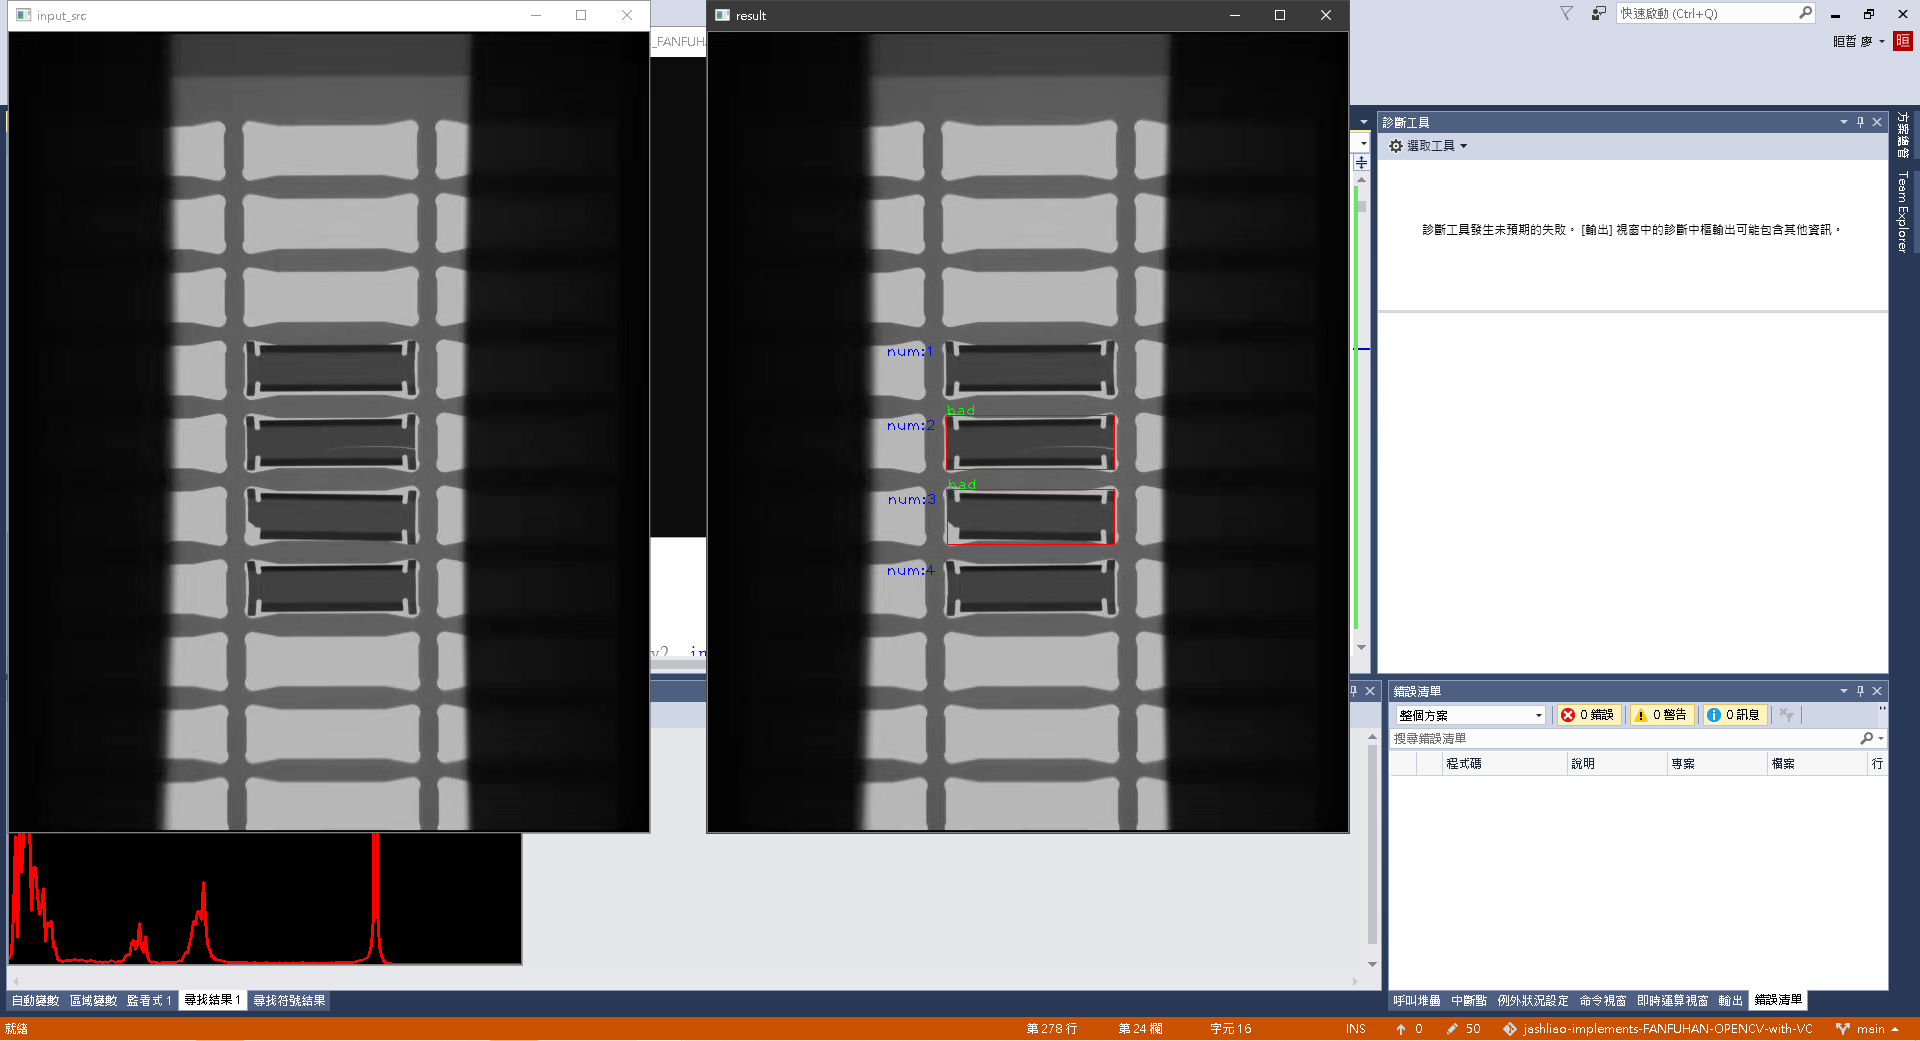 input_src
result
快速啟動 (Ctrl+Q)
_FANFUH
晅哲 廖
晅
診斷工具
選取工具
診斷工具發生未預期的失敗。 [輸出] 視窗中的診斷中樞輸出可能包含其他資訊。
方案總管
Team Explorer
num:1
bad
num:2
bad
num:3
num:4
錯誤清單
整個方案
0 錯誤
0 警告
0 訊息
搜尋錯誤清單
程式碼
說明
專案
檔案
行
自動變數
區域變數
監看式 1
尋找結果 1
尋找符號結果
呼叫堆疊
中斷點
例外狀況設定
命令視窗
即時運算視窗
輸出
錯誤清單
就緒
第 278 行
第 24 欄
字元 16
INS
0
50
jashliao-implements-FANFUHAN-OPENCV-with-VC
main